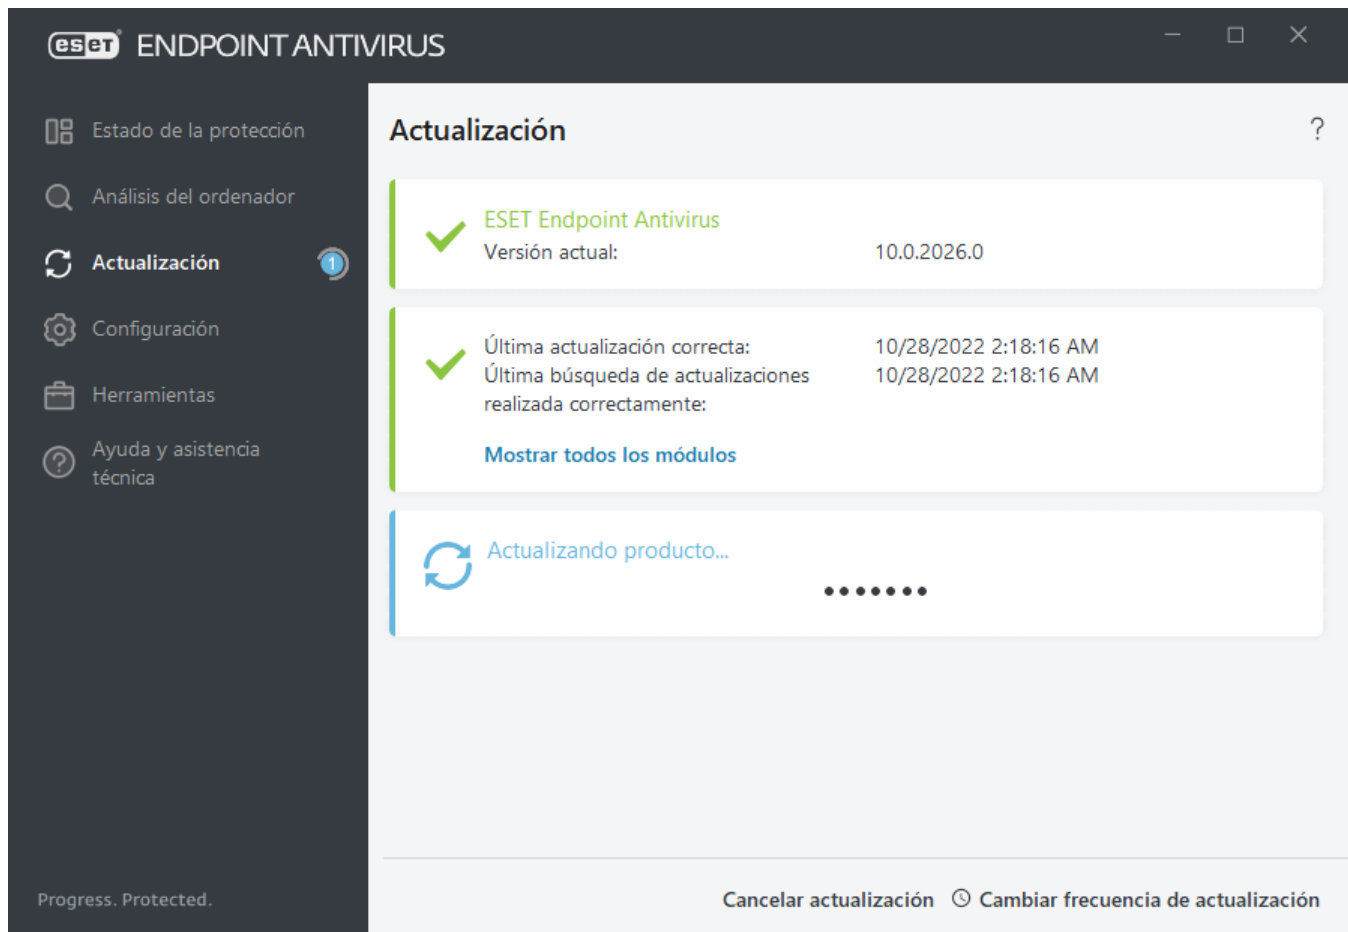 eset ENDPOINT ANTIVIRUS
Estado de la protección
Análisis del ordenador
Actualización
1
Configuración
Herramientas
Ayuda y asistencia
técnica
Progress. Protected.
Actualización
?
ESET Endpoint Antivirus
Versión actual: 10.0.2026.0
Última actualización correcta: 10/28/2022 2:18:16 AM
Última búsqueda de actualizaciones 10/28/2022 2:18:16 AM
realizada correctamente:
Mostrar todos los módulos
Actualizando producto...
Cancelar actualización Cambiar frecuencia de actualización